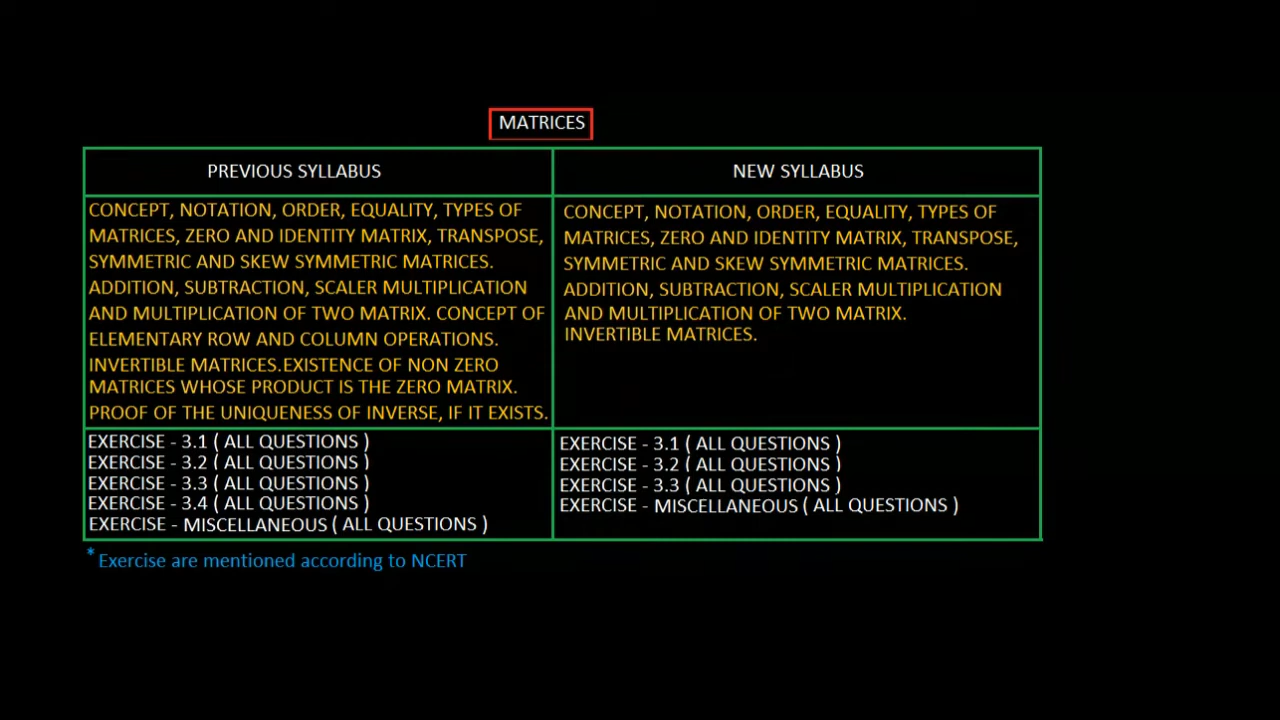 MATRICES
PREVIOUS SYLLABUS
NEW SYLLABUS
CONCEPT, NOTATION, ORDER, EQUALITY, TYPES OF
MATRICES, ZERO AND IDENTITY MATRIX, TRANSPOSE,
SYMMETRIC AND SKEW SYMMETRIC MATRICES.
ADDITION, SUBTRACTION, SCALER MULTIPLICATION
AND MULTIPLICATION OF TWO MATRIX. CONCEPT OF
ELEMENTARY ROW AND COLUMN OPERATIONS.
INVERTIBLE MATRICES.EXISTENCE OF NON ZERO
MATRICES WHOSE PRODUCT IS THE ZERO MATRIX.
PROOF OF THE UNIQUENESS OF INVERSE, IF IT EXISTS.
CONCEPT, NOTATION, ORDER, EQUALITY, TYPES OF
MATRICES, ZERO AND IDENTITY MATRIX, TRANSPOSE,
SYMMETRIC AND SKEW SYMMETRIC MATRICES.
ADDITION, SUBTRACTION, SCALER MULTIPLICATION
AND MULTIPLICATION OF TWO MATRIX.
INVERTIBLE MATRICES.
EXERCISE - 3.1 ( ALL QUESTIONS )
EXERCISE - 3.2 ( ALL QUESTIONS )
EXERCISE - 3.3 ( ALL QUESTIONS )
EXERCISE - 3.4 ( ALL QUESTIONS )
EXERCISE - MISCELLANEOUS ( ALL QUESTIONS )
EXERCISE - 3.1 ( ALL QUESTIONS )
EXERCISE - 3.2 ( ALL QUESTIONS )
EXERCISE - 3.3 ( ALL QUESTIONS )
EXERCISE - MISCELLANEOUS ( ALL QUESTIONS )
* Exercise are mentioned according to NCERT